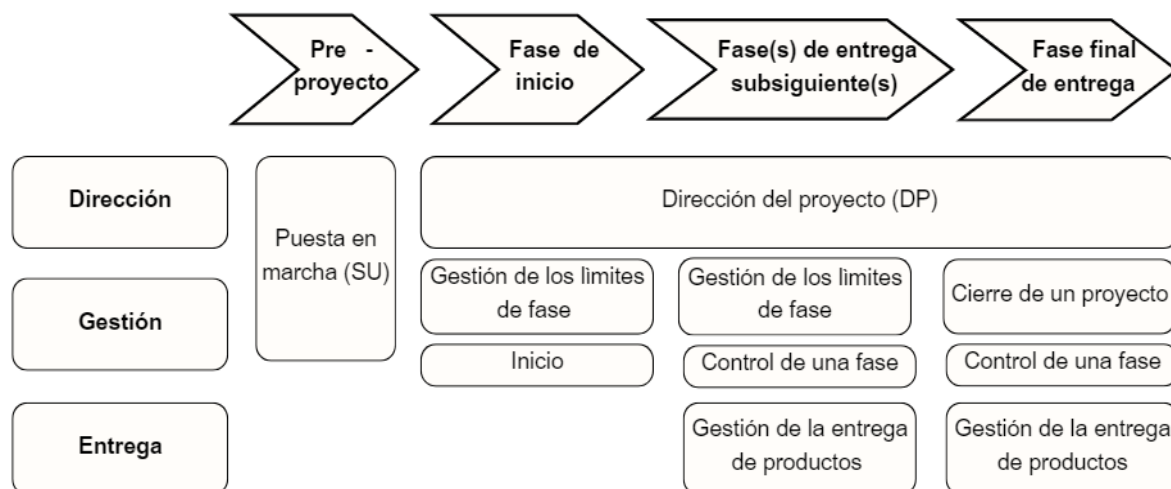 Pre -
proyecto
Fase de
inicio
Fase(s) de entrega
subsiguiente(s)
Fase final
de entrega
Dirección
Puesta en
marcha (SU)
Dirección del proyecto (DP)
Gestión
Gestión de los lìmites
de fase
Gestión de los lìmites
de fase
Cierre de un proyecto
Inicio
Control de una fase
Control de una fase
Entrega
Gestión de la entrega
de productos
Gestión de la entrega
de productos